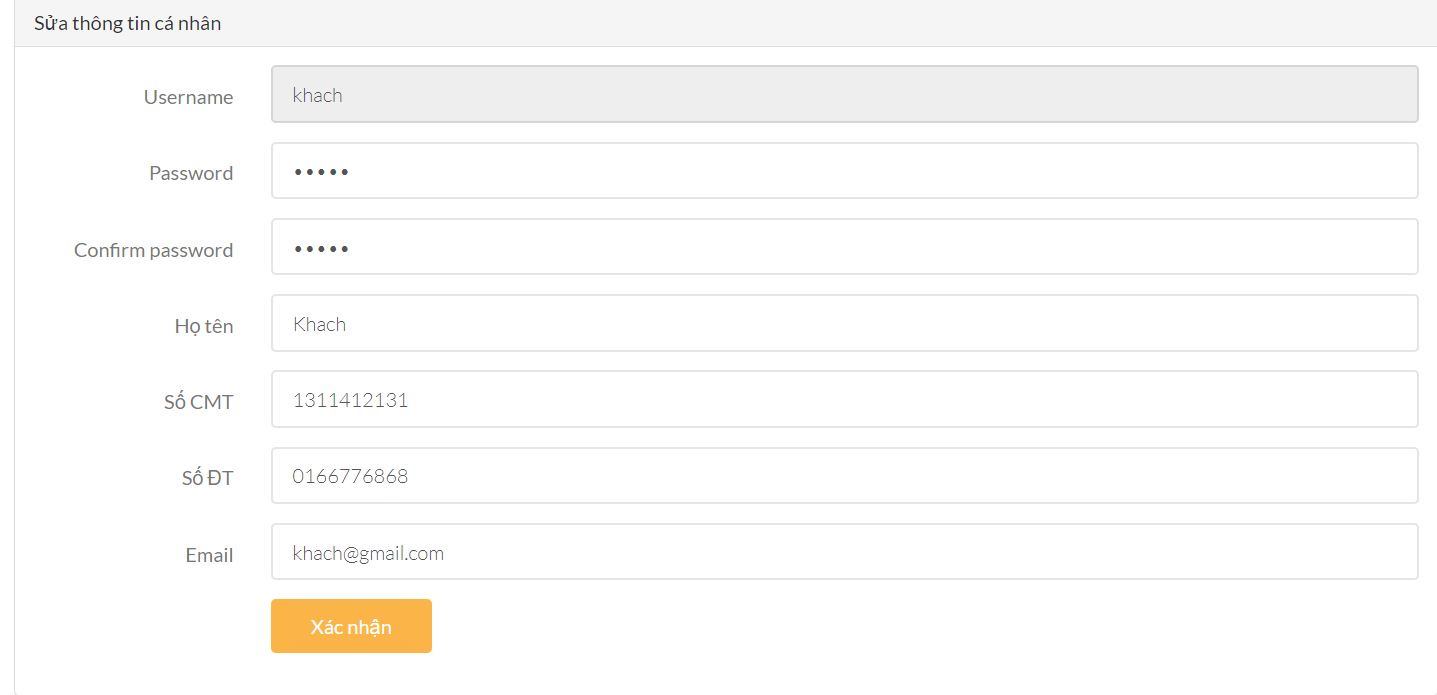 Sửa thông tin cá nhân
Username khach
Password •••••
Confirm password •••••
Họ tên Khach
Số CMT 1311412131
Số ĐT 0166776868
Email khach@gmail.com
Xác nhận